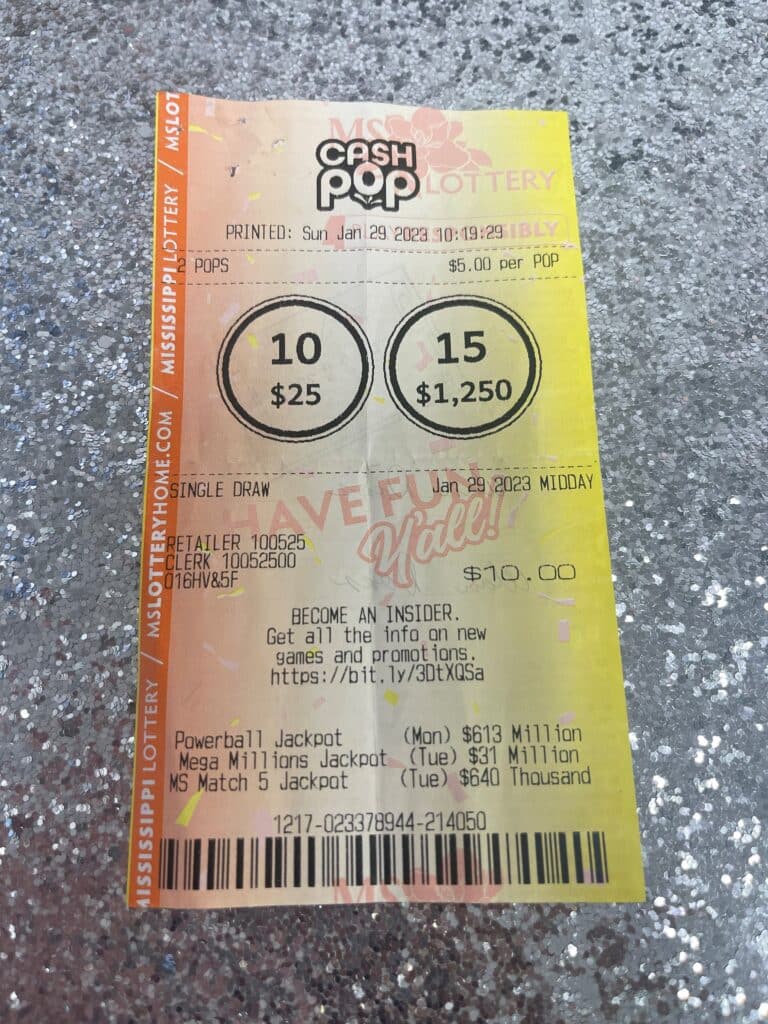 MS
LOTTERY
CASH
POP
PRINTED: Sun Jan 29 2023 10:19:29
2 POPS $5.00 per POP
10 15
$25 $1,250
SINGLE DRAW Jan 29 2023 MIDDAY
HAVE FUN
Y'all!
RETAILER 100525
CLERK 10052500
016HV&5F
$10.00
BECOME AN INSIDER.
Get all the info on new
games and promotions.
https://bit.ly/3DtXQSa
Powerball Jackpot (Mon) $613 Million
Mega Millions Jackpot (Tue) $31 Million
MS Match 5 Jackpot (Tue) $640 Thousand
1217-023378944-214050
MS
MISSISSIPPI LOTTERY / MSLOTTERYHOME.COM / MISSISSIPPI LOTTERY / MSLOT